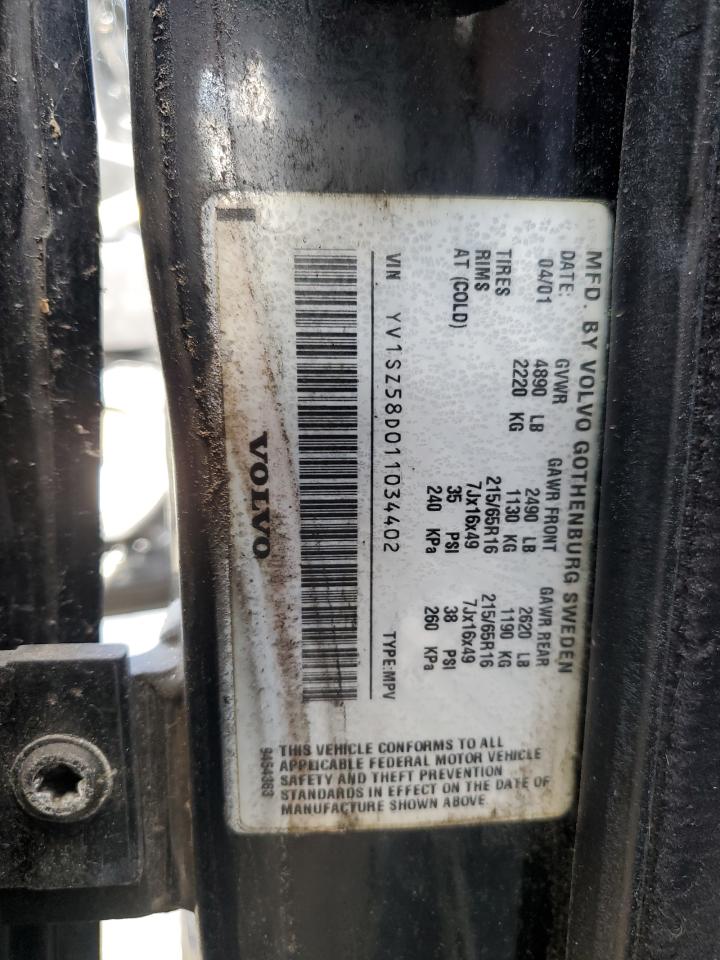 MFD. BY VOLVO GOTHENBURG SWEDEN
DATE: GVWR GAWR FRONT GAWR REAR
04/01 4890 LB 2490 LB 2620 LB
2220 KG 1130 KG 1190 KG
TIRES 215/65R16 215/65R16
RIMS 7Jx16x49 7Jx16x49
AT (COLD) 35 PSI 38 PSI
240 KPa 260 KPa
VIN YV1SZ58D011034402 TYPE:MPV
VOLVO
THIS VEHICLE CONFORMS TO ALL
APPLICABLE FEDERAL MOTOR VEHICLE
SAFETY AND THEFT PREVENTION
STANDARDS IN EFFECT ON THE DATE OF
MANUFACTURE SHOWN ABOVE
9454363